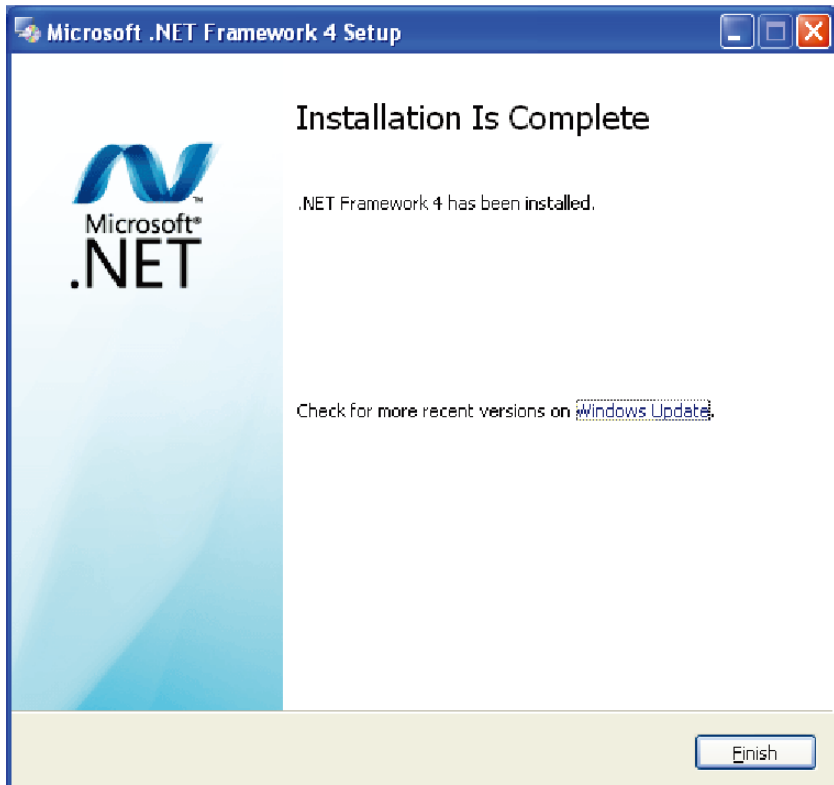 Microsoft .NET Framework 4 Setup
Installation Is Complete
Microsoft®
.NET
™
.NET Framework 4 has been installed.
Check for more recent versions on Windows Update.
Finish